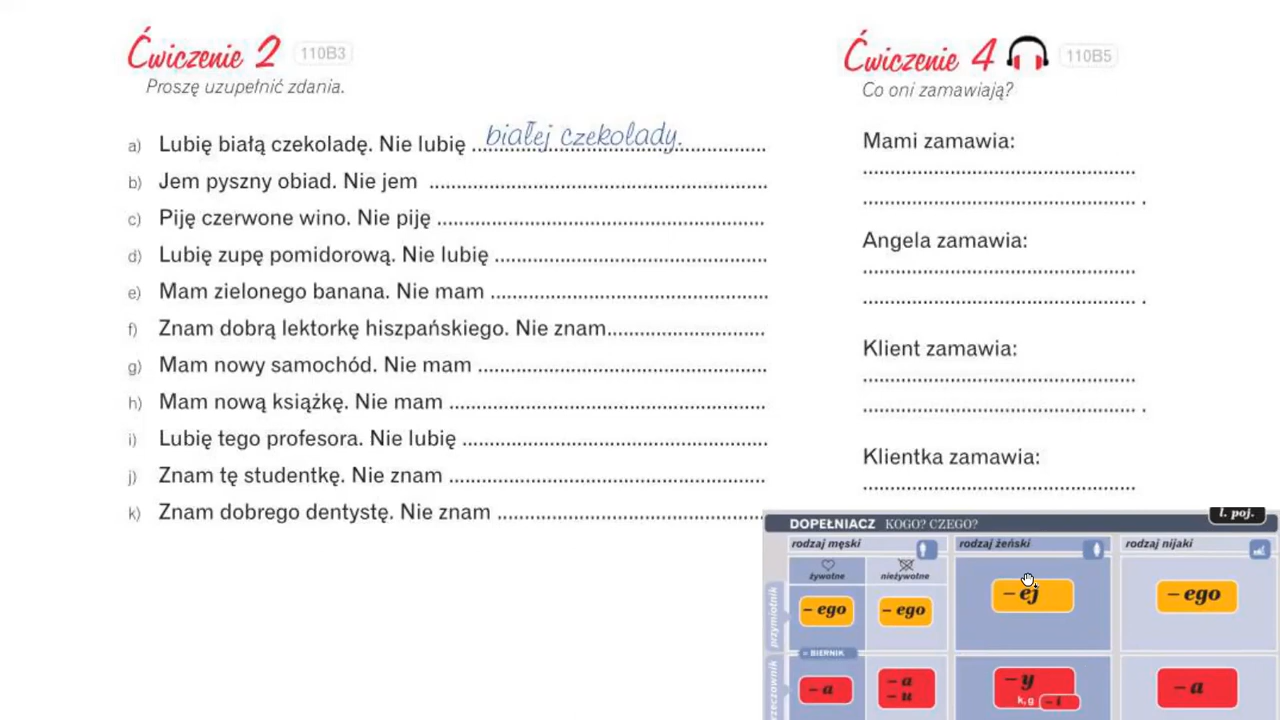 Ćwiczenie 2 110B3
Proszę uzupełnić zdania.
a) Lubię białą czekoladę. Nie lubię białej czekolady.
b) Jem pyszny obiad. Nie jem ........................................
c) Piję czerwone wino. Nie piję ........................................
d) Lubię zupę pomidorową. Nie lubię ........................................
e) Mam zielonego banana. Nie mam ........................................
f) Znam dobrą lektorkę hiszpańskiego. Nie znam........................
g) Mam nowy samochód. Nie mam ........................................
h) Mam nową książkę. Nie mam ........................................
i) Lubię tego profesora. Nie lubię ........................................
j) Znam tę studentkę. Nie znam ........................................
k) Znam dobrego dentystę. Nie znam ........................................
Ćwiczenie 4 110B5
Co oni zamawiają?
Mami zamawia:
........................................
........................................ .
Angela zamawia:
........................................
........................................ .
Klient zamawia:
........................................
........................................ .
Klientka zamawia:
........................................
DOPEŁNIACZ KOGO? CZEGO? l. poj.
rodzaj męski rodzaj żeński rodzaj nijaki
żywotne nieżywotne
przymiotnik
– ego – ego – ej – ego
= BIERNIK
rzeczownik
– a – a – u – y k, g – i – a